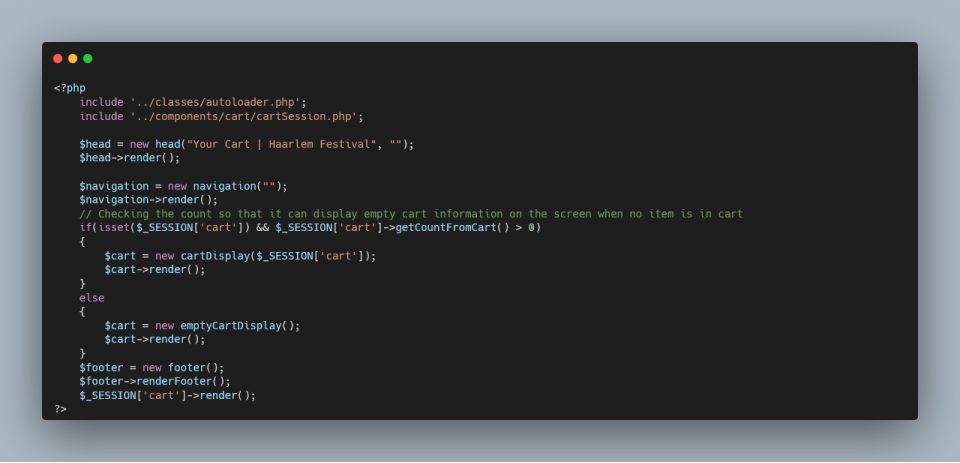 <?php
    include '../classes/autoloader.php';
    include '../components/cart/cartSession.php';

    $head = new head("Your Cart | Haarlem Festival", "");
    $head->render();

    $navigation = new navigation("");
    $navigation->render();
    // Checking the count so that it can display empty cart information on the screen when no item is in cart
    if(isset($_SESSION['cart']) && $_SESSION['cart']->getCountFromCart() > 0)
    {
        $cart = new cartDisplay($_SESSION['cart']);
        $cart->render();
    }
    else
    {
        $cart = new emptyCartDisplay();
        $cart->render();
    }
    $footer = new footer();
    $footer->renderFooter();
    $_SESSION['cart']->render();
?>